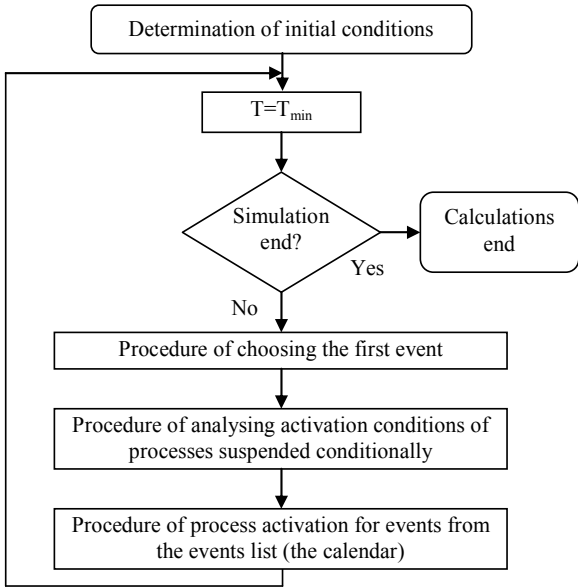 Determination of initial conditions
T=Tmin
Simulation
end?
Calculations
end
Yes
No
Procedure of choosing the first event
Procedure of analysing activation conditions of
processes suspended conditionally
Procedure of process activation for events from
the events list (the calendar)